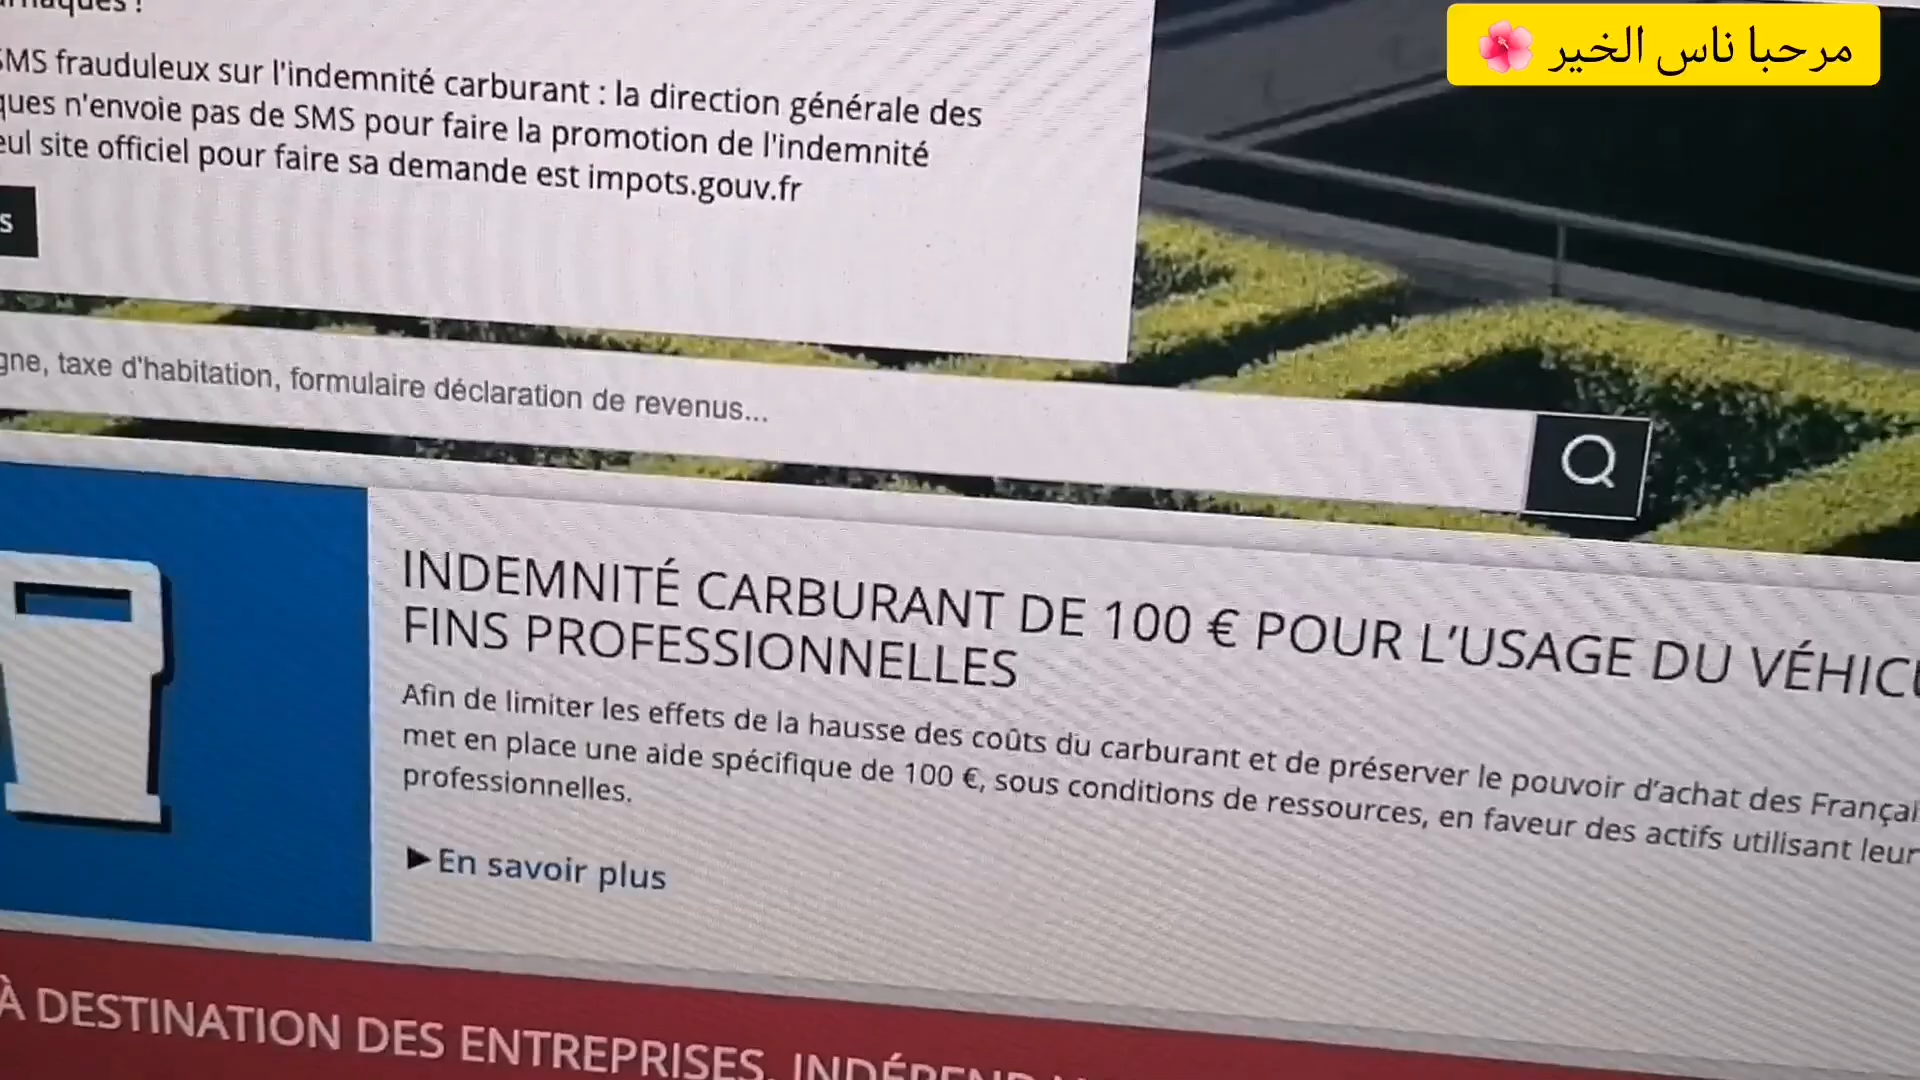 مرحبا ناس الخير
SMS frauduleux sur l'indemnité carburant : la direction générale des
ques n'envoie pas de SMS pour faire la promotion de l'indemnité
eul site officiel pour faire sa demande est impots.gouv.fr
s
gne, taxe d'habitation, formulaire déclaration de revenus...
INDEMNITÉ CARBURANT DE 100 € POUR L'USAGE DU VÉHICU
FINS PROFESSIONNELLES
Afin de limiter les effets de la hausse des coûts du carburant et de préserver le pouvoir d'achat des Françai
met en place une aide spécifique de 100 €, sous conditions de ressources, en faveur des actifs utilisant leur
professionnelles.
►En savoir plus
À DESTINATION DES ENTREPRISES, INDÉPEND